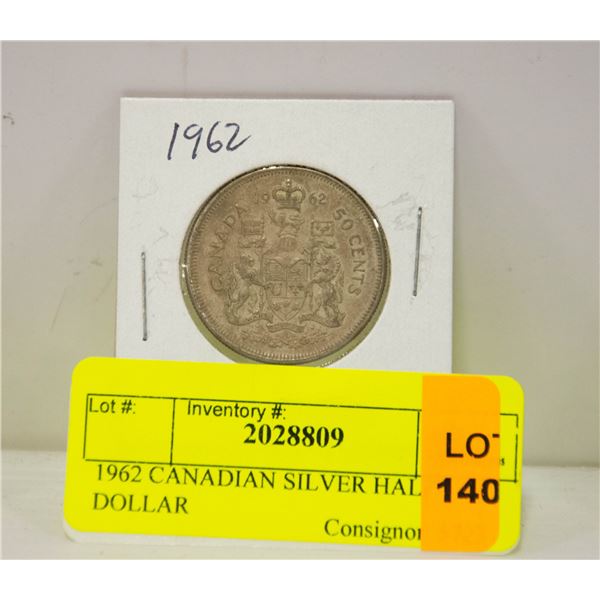 1962
CANADA 19 62 50 CENTS
Lot #: Inventory #:
2028809
LOT
140
1962 CANADIAN SILVER HAL
DOLLAR
Consignor